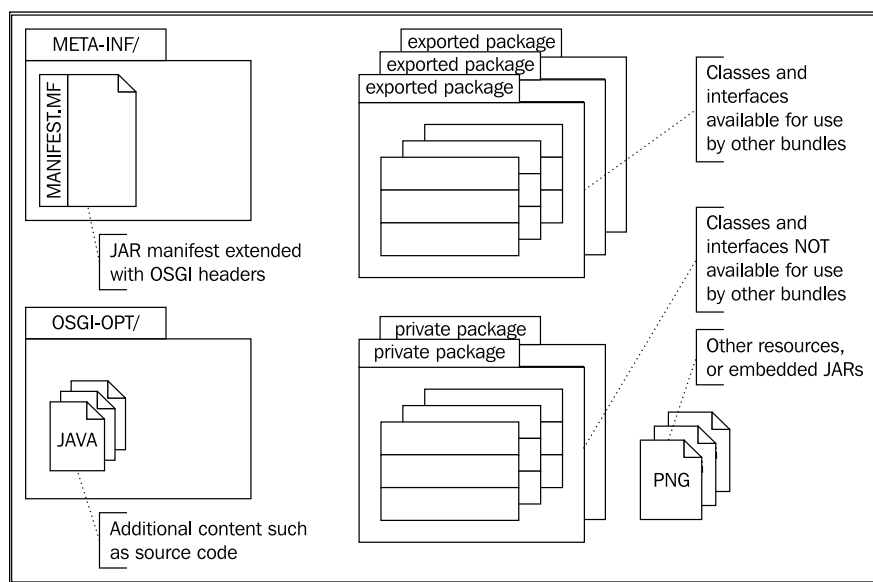 META-INF/
MANIFEST.MF
JAR manifest extended
with OSGI headers
exported package
exported package
exported package
Classes and
interfaces
available for use
by other bundles
Classes and
interfaces NOT
available for use
by other bundles
OSGI-OPT/
JAVA
Additional content such
as source code
private package
private package
Other resources,
or embedded JARs
PNG